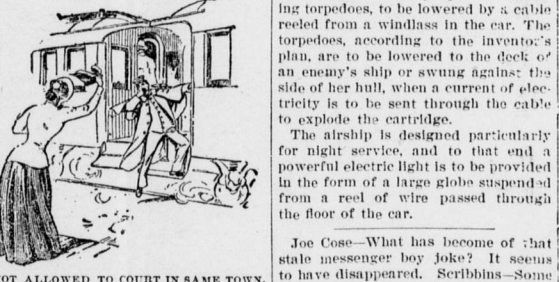 NOT ALLOWED TO COURT IN SAME TOWN.
ing torpedoes, to be lowered by a cable
reeled from a windlass in the car. The
torpedoes, according to the inventor's
plan, are to be lowered to the deck of
an enemy's ship or swung against the
side of her hull, when a current of elec-
tricity is to be sent through the cable
to explode the cartridge.
The airship is designed particularly
for night service, and to that end a
powerful electric light is to be provided
in the form of a large globe suspended
from a reel of wire passed through
the floor of the car.
Joe Cose—What has become of that
stale messenger boy joke? It seems
to have disappeared. Scribbins—Some